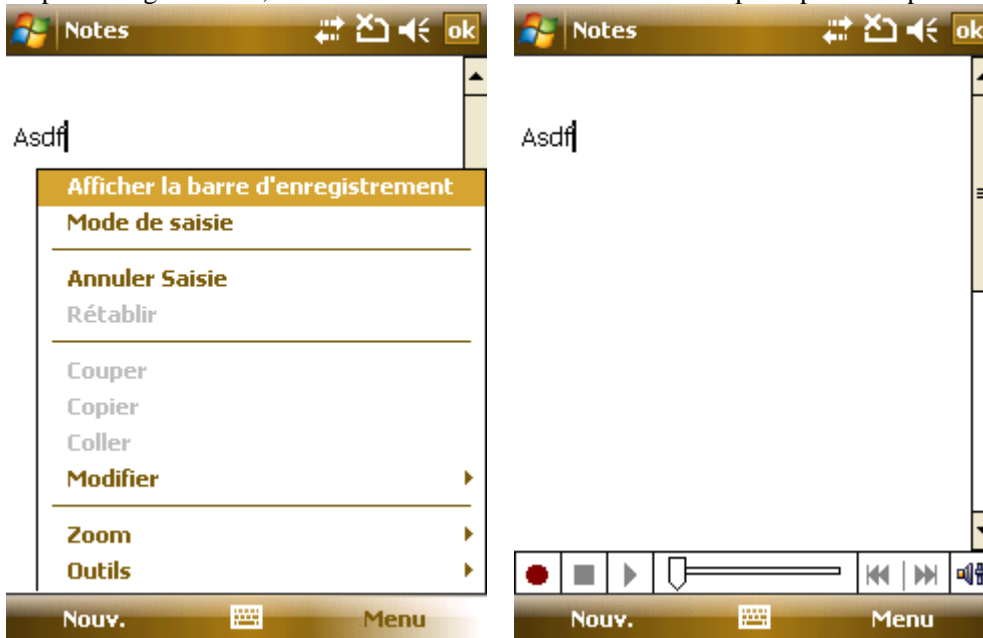 Notes
ok
Asdf
Afficher la barre d'enregistrement
Mode de saisie
Annuler Saisie
Rétablir
Couper
Copier
Coller
Modifier
Zoom
Outils
Nouv.
Menu
Notes
ok
Asdf
Nouv.
Menu